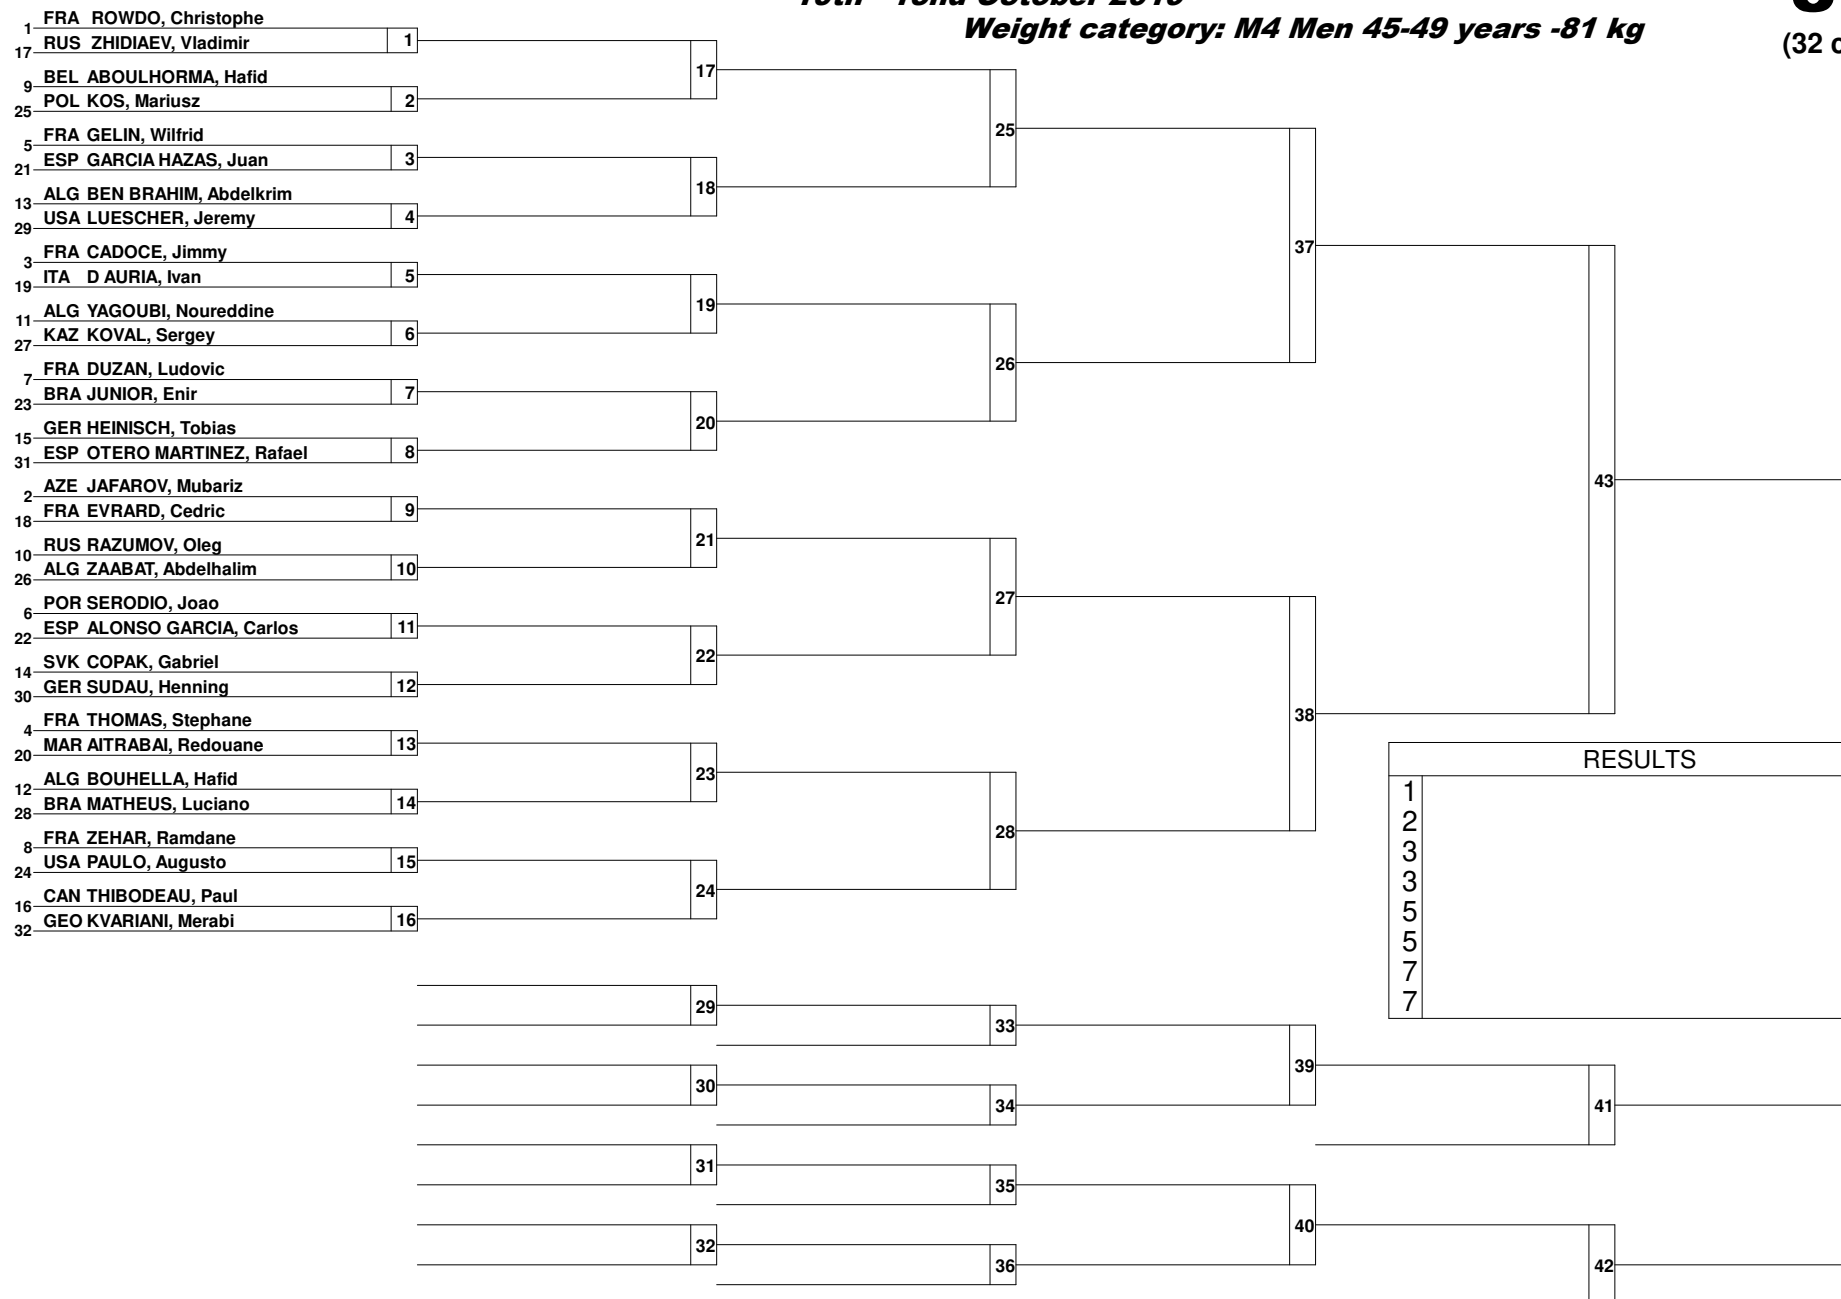 October
Weight category: M4 Men 45-49 years -81 kg
(32
FRA ROWDO, Christophe
1
RUS ZHIDIAEV, Vladimir 1
17
17
BEL ABOULHORMA, Hafid
9
POL KOS, Mariusz 2
25
25
FRA GELIN, Wilfrid
5
ESP GARCIA HAZAS, Juan 3
21
18
ALG BEN BRAHIM, Abdelkrim
13
USA LUESCHER, Jeremy 4
29
37
FRA CADOCE, Jimmy
3
ITA D AURIA, Ivan 5
19
19
ALG YAGOUBI, Noureddine
11
KAZ KOVAL, Sergey 6
27
26
FRA DUZAN, Ludovic
7
BRA JUNIOR, Enir 7
23
20
GER HEINISCH, Tobias
15
ESP OTERO MARTINEZ, Rafael 8
31
43
AZE JAFAROV, Mubariz
2
FRA EVRARD, Cedric 9
18
21
RUS RAZUMOV, Oleg
10
ALG ZAABAT, Abdelhalim 10
26
27
POR SERODIO, Joao
6
ESP ALONSO GARCIA, Carlos 11
22
22
SVK COPAK, Gabriel
14
GER SUDAU, Henning 12
30
38
FRA THOMAS, Stephane
4
MAR AITRABAI, Redouane 13
20
23
ALG BOUHELLA, Hafid
12
BRA MATHEUS, Luciano 14
28
28
FRA ZEHAR, Ramdane
8
USA PAULO, Augusto 15
24
24
CAN THIBODEAU, Paul
16
GEO KVARIANI, Merabi 16
32
RESULTS
1
2
3
3
5
5
7
7
29
33
39
30
34
41
31
35
40
32
36
42